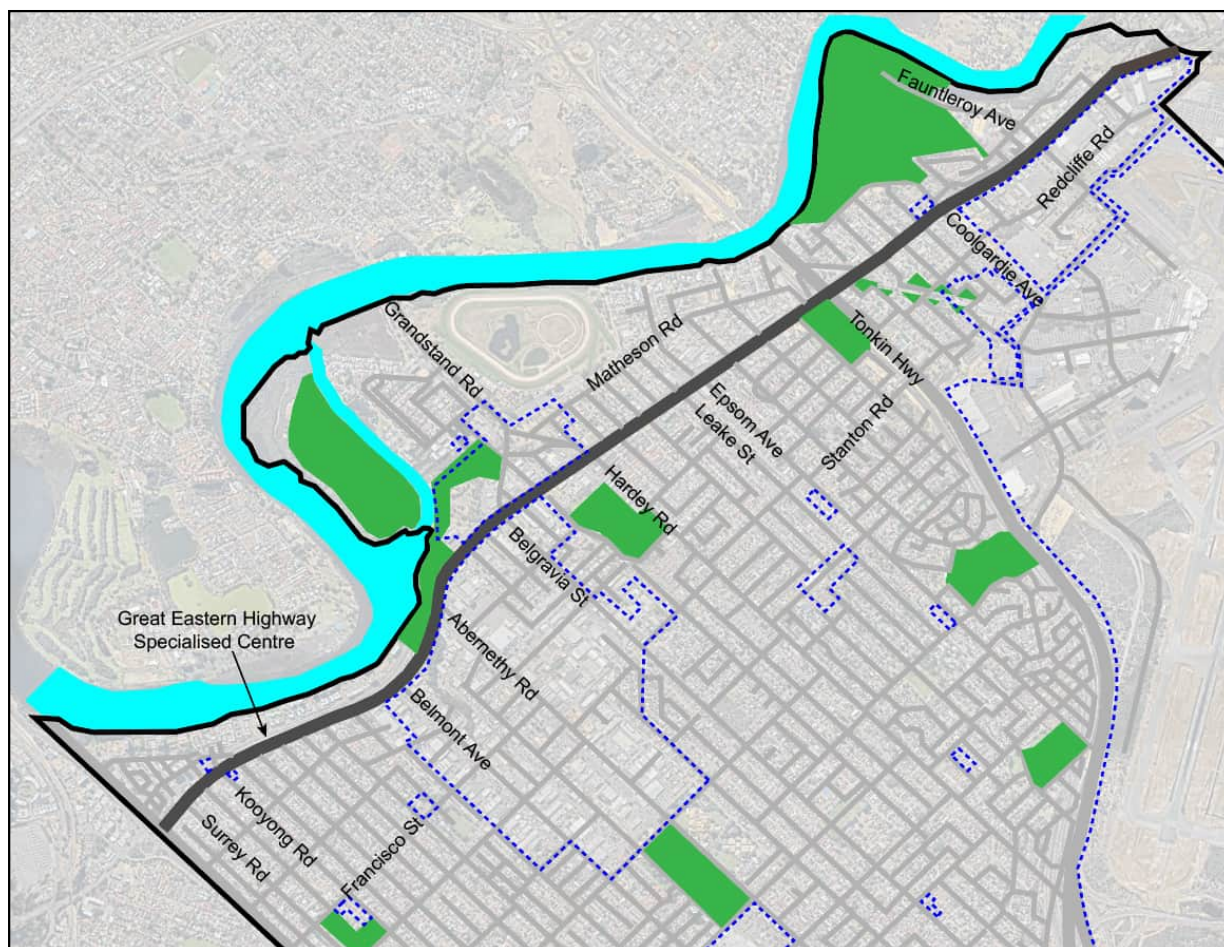 Fauntleroy Ave
Redcliffe Rd
Coolgardie Ave
Grandstand Rd
Matheson Rd
Tonkin Hwy
Epsom Ave
Leake St
Stanton Rd
Hardey Rd
Belgravia St
Great Eastern Highway
Specialised Centre
Abernethy Rd
Belmont Ave
Kooyong Rd
Surrey Rd
Francisco St